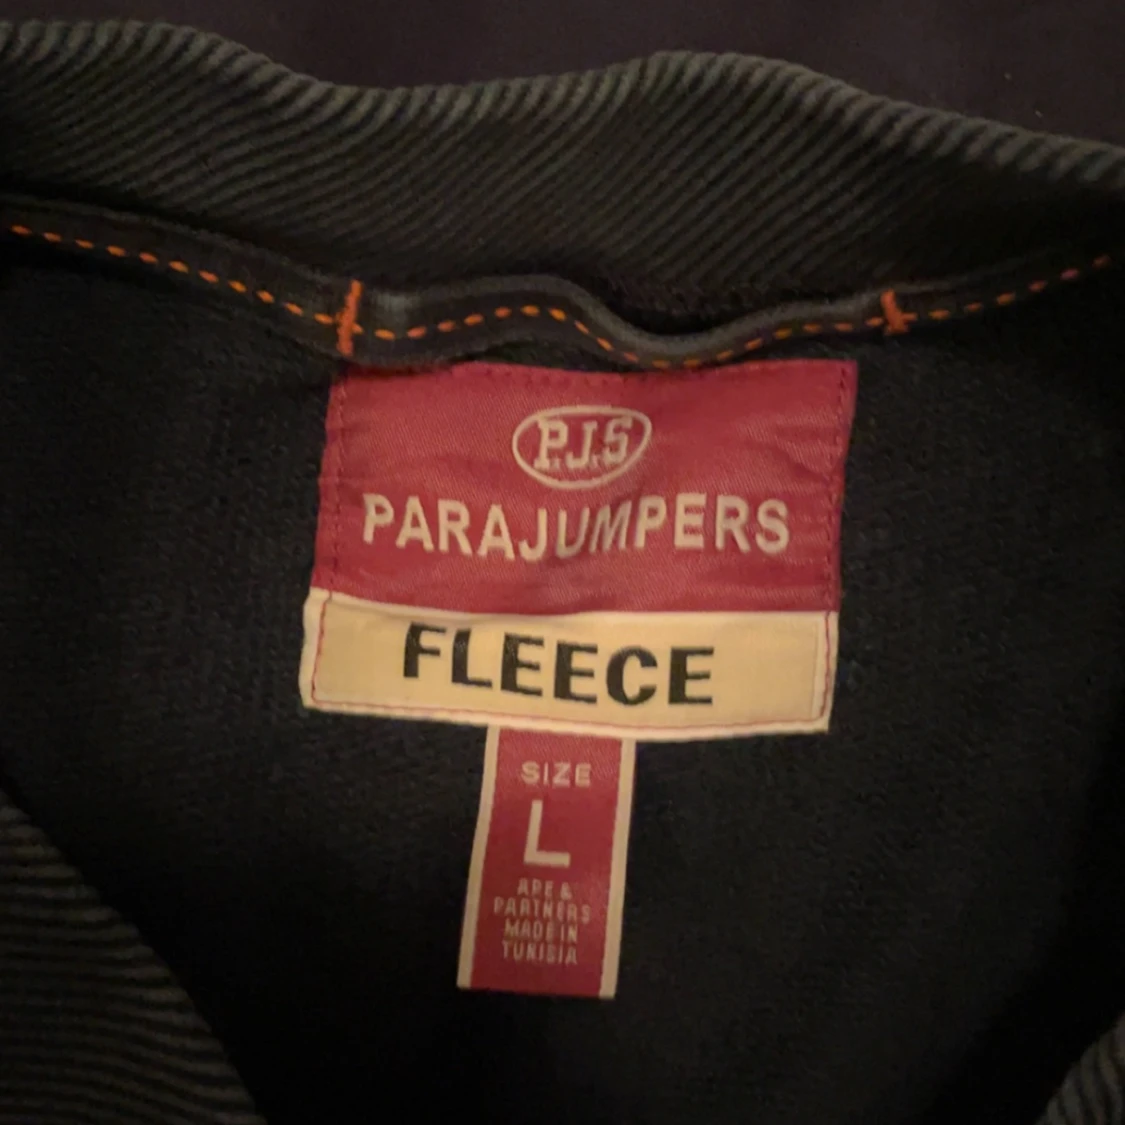 P.J.S
PARAJUMPERS
FLEECE
SIZE
L
APE &
PARTNERS
MADE IN
TUNISIA